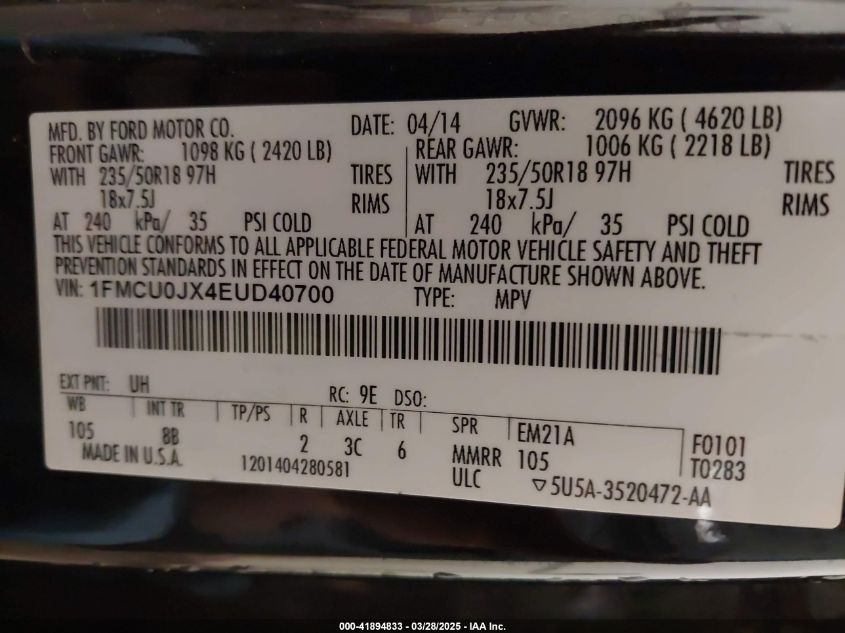 MFD. BY FORD MOTOR CO. DATE: 04/14 GVWR: 2096 KG ( 4620 LB)
FRONT GAWR: 1098 KG ( 2420 LB) REAR GAWR: 1006 KG ( 2218 LB)
WITH 235/50R18 97H TIRES WITH 235/50R18 97H TIRES
18x7.5J RIMS 18x7.5J RIMS
AT 240 kPa/ 35 PSI COLD AT 240 kPa/ 35 PSI COLD
THIS VEHICLE CONFORMS TO ALL APPLICABLE FEDERAL MOTOR VEHICLE SAFETY AND THEFT
PREVENTION STANDARDS IN EFFECT ON THE DATE OF MANUFACTURE SHOWN ABOVE.
VIN: 1FMCU0JX4EUD40700 TYPE: MPV
EXT PNT: UH RC: 9E DSO:
WB INT TR TP/PS R AXLE TR SPR EM21A F0101
105 8B 2 3C 6 MMRR 105 T0283
MADE IN U.S.A. 1201404280581 ULC ▽5U5A-3520472-AA
000-41894833 - 03/28/2025 - IAA Inc.